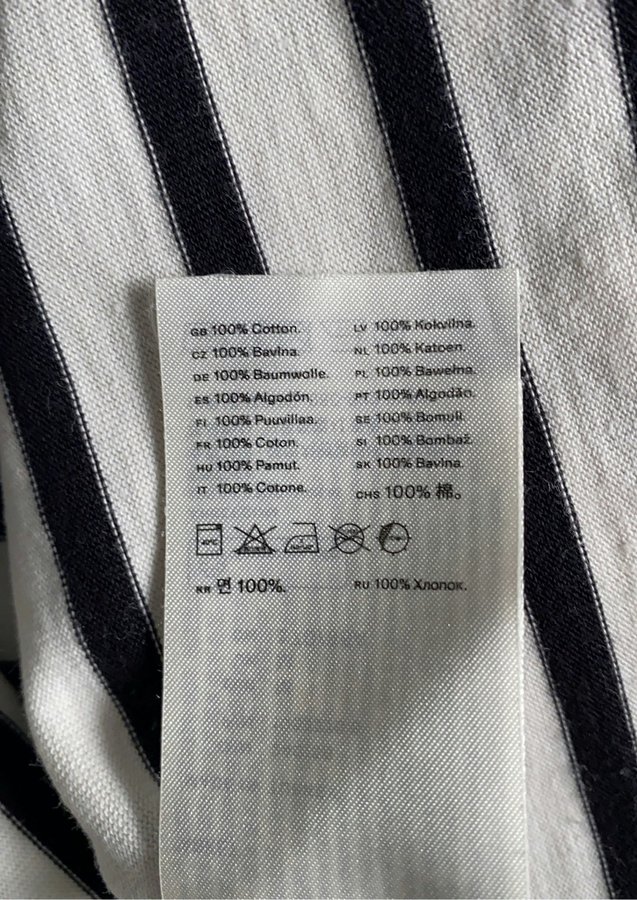 GB 100% Cotton.
CZ 100% Bavlna.
DE 100% Baumwolle.
ES 100% Algodón.
FI 100% Puuvillaa.
FR 100% Coton.
HU 100% Pamut.
IT 100% Cotone.
LV 100% Kokvilna.
NL 100% Katoen.
PL 100% Bawełna.
PT 100% Algodão.
SE 100% Bomull.
SI 100% Bombaž.
SK 100% Bavlna.
CHS 100% 棉。
KR 면 100%.
RU 100% Хлопок.